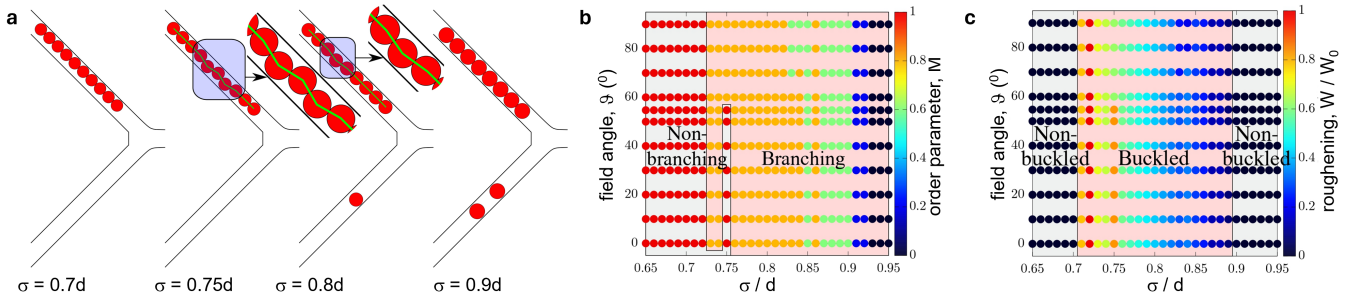 a
σ = 0.7d
σ = 0.75d
σ = 0.8d
σ = 0.9d
b
field angle, ϑ (⁰)
80
60
40
20
0
Non-
branching
Branching
0.65
0.7
0.75
0.8
0.85
0.9
0.95
σ / d
1
0.8
0.6
0.4
0.2
0
order parameter, M
c
field angle, ϑ (⁰)
80
60
40
20
0
Non-
buckled
Buckled
Non-
buckled
0.65
0.7
0.75
0.8
0.85
0.9
0.95
σ / d
1
0.8
0.6
0.4
0.2
0
roughening, W / W₀